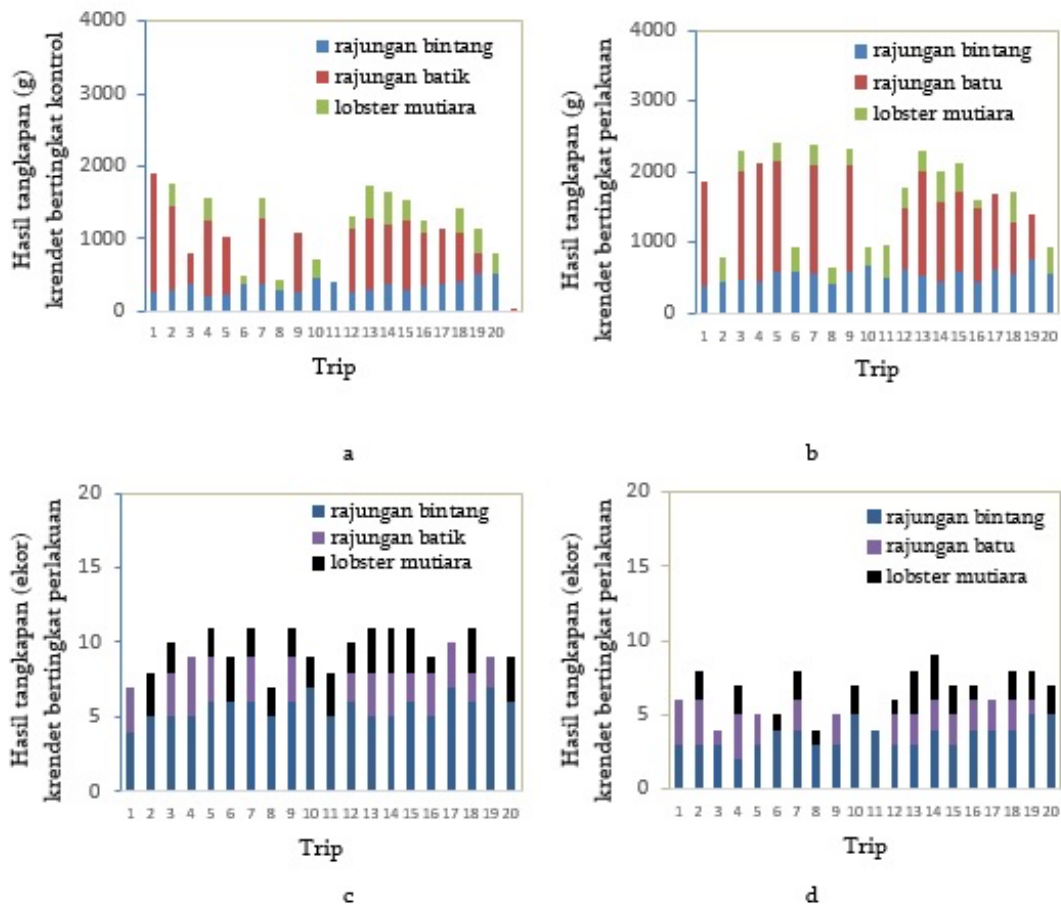 Hasil tangkapan (g)
krendet bertingkat kontrol
4000
3000
2000
1000
0
rajungan bintang
rajungan batik
lobster mutiara
1 2 3 4 5 6 7 8 9 10 11 12 13 14 15 16 17 18 19 20
Trip
a
Hasil tangkapan (g)
krendet bertingkat perlakuan
4000
3000
2000
1000
0
rajungan bintang
rajungan batu
lobster mutiara
1 2 3 4 5 6 7 8 9 10 11 12 13 14 15 16 17 18 19 20
Trip
b
Hasil tangkapan (ekor)
krendet bertingkat perlakuan
20
15
10
5
0
rajungan bintang
rajungan batik
lobster mutiara
1 2 3 4 5 6 7 8 9 10 11 12 13 14 15 16 17 18 19 20
Trip
c
Hasil tangkapan (ekor)
krendet bertingkat perlakuan
20
15
10
5
0
rajungan bintang
rajungan batu
lobster mutiara
1 2 3 4 5 6 7 8 9 10 11 12 13 14 15 16 17 18 19 20
Trip
d